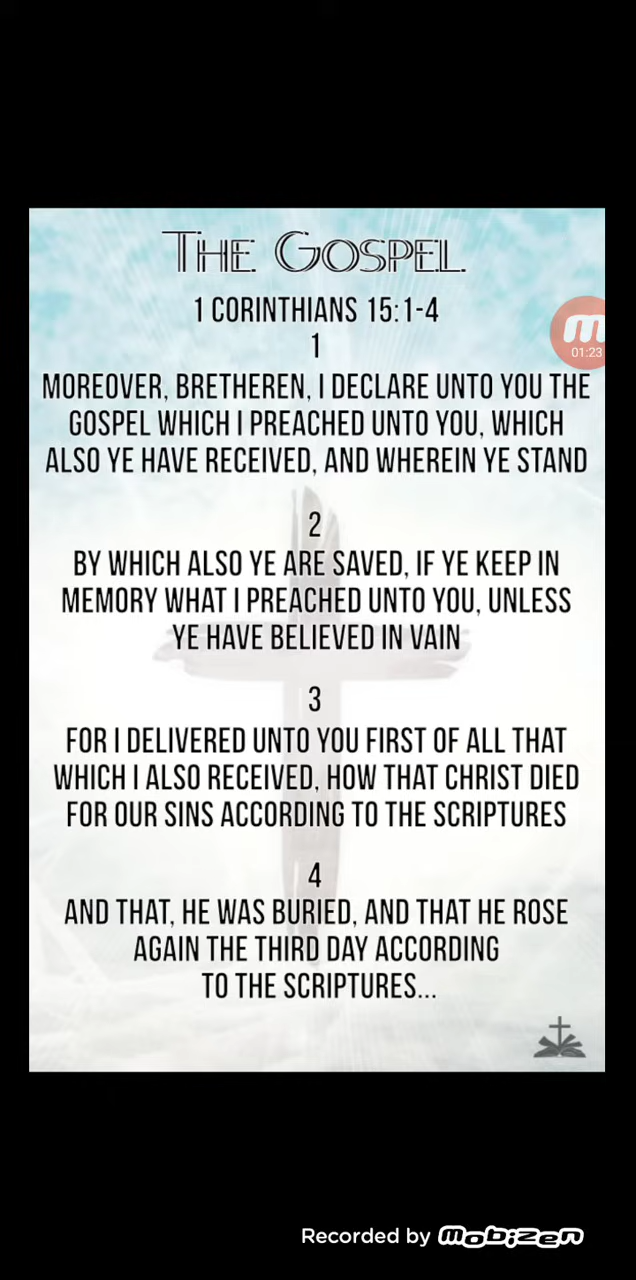 THE GOSPEL
1 CORINTHIANS 15:1-4
1
MOREOVER, BRETHEREN, I DECLARE UNTO YOU THE
GOSPEL WHICH I PREACHED UNTO YOU, WHICH
ALSO YE HAVE RECEIVED, AND WHEREIN YE STAND
2
BY WHICH ALSO YE ARE SAVED, IF YE KEEP IN
MEMORY WHAT I PREACHED UNTO YOU, UNLESS
YE HAVE BELIEVED IN VAIN
3
FOR I DELIVERED UNTO YOU FIRST OF ALL THAT
WHICH I ALSO RECEIVED, HOW THAT CHRIST DIED
FOR OUR SINS ACCORDING TO THE SCRIPTURES
4
AND THAT, HE WAS BURIED, AND THAT HE ROSE
AGAIN THE THIRD DAY ACCORDING
TO THE SCRIPTURES...
m
01:23
Recorded by mobizen